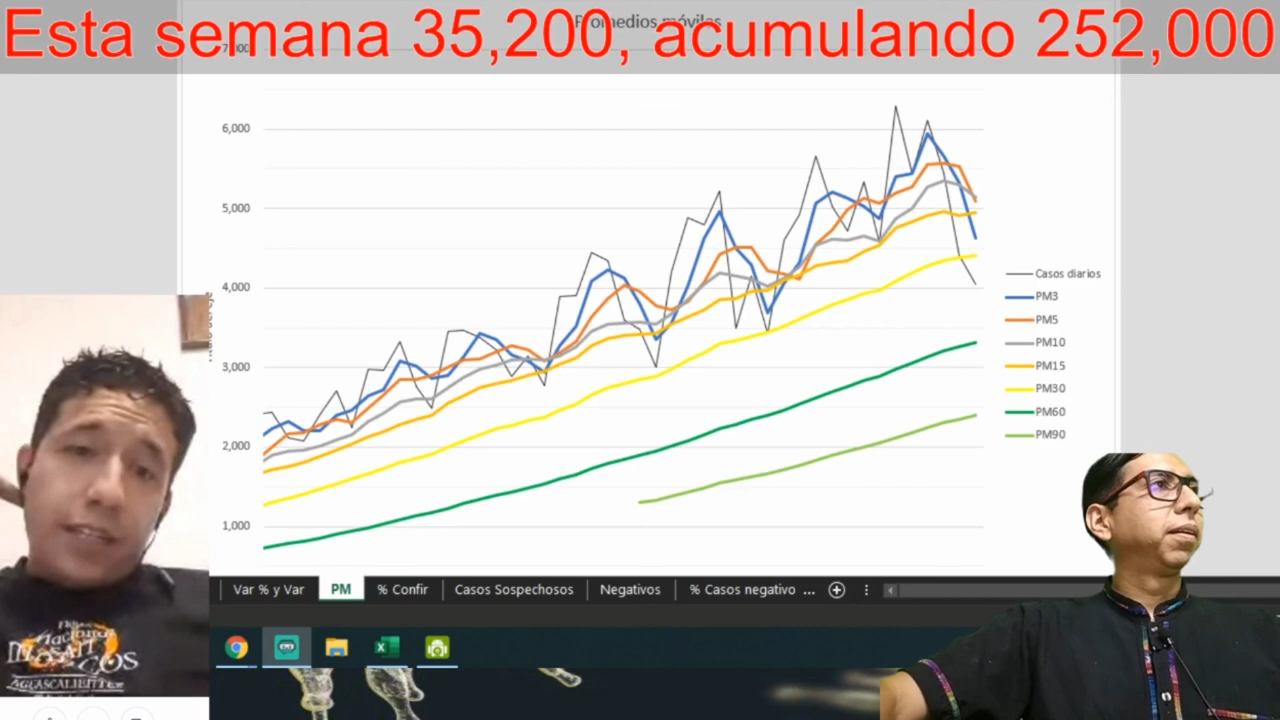 Promedios móviles
Esta semana 35,200, acumulando 252,000
6,000
5,000
4,000
3,000
2,000
1,000
Casos diarios
PM3
PM5
PM10
PM15
PM30
PM60
PM90
Var % y Var
PM
% Confir
Casos Sospechosos
Negativos
% Casos negativo ...
Nacional
AGUASCALIENTES